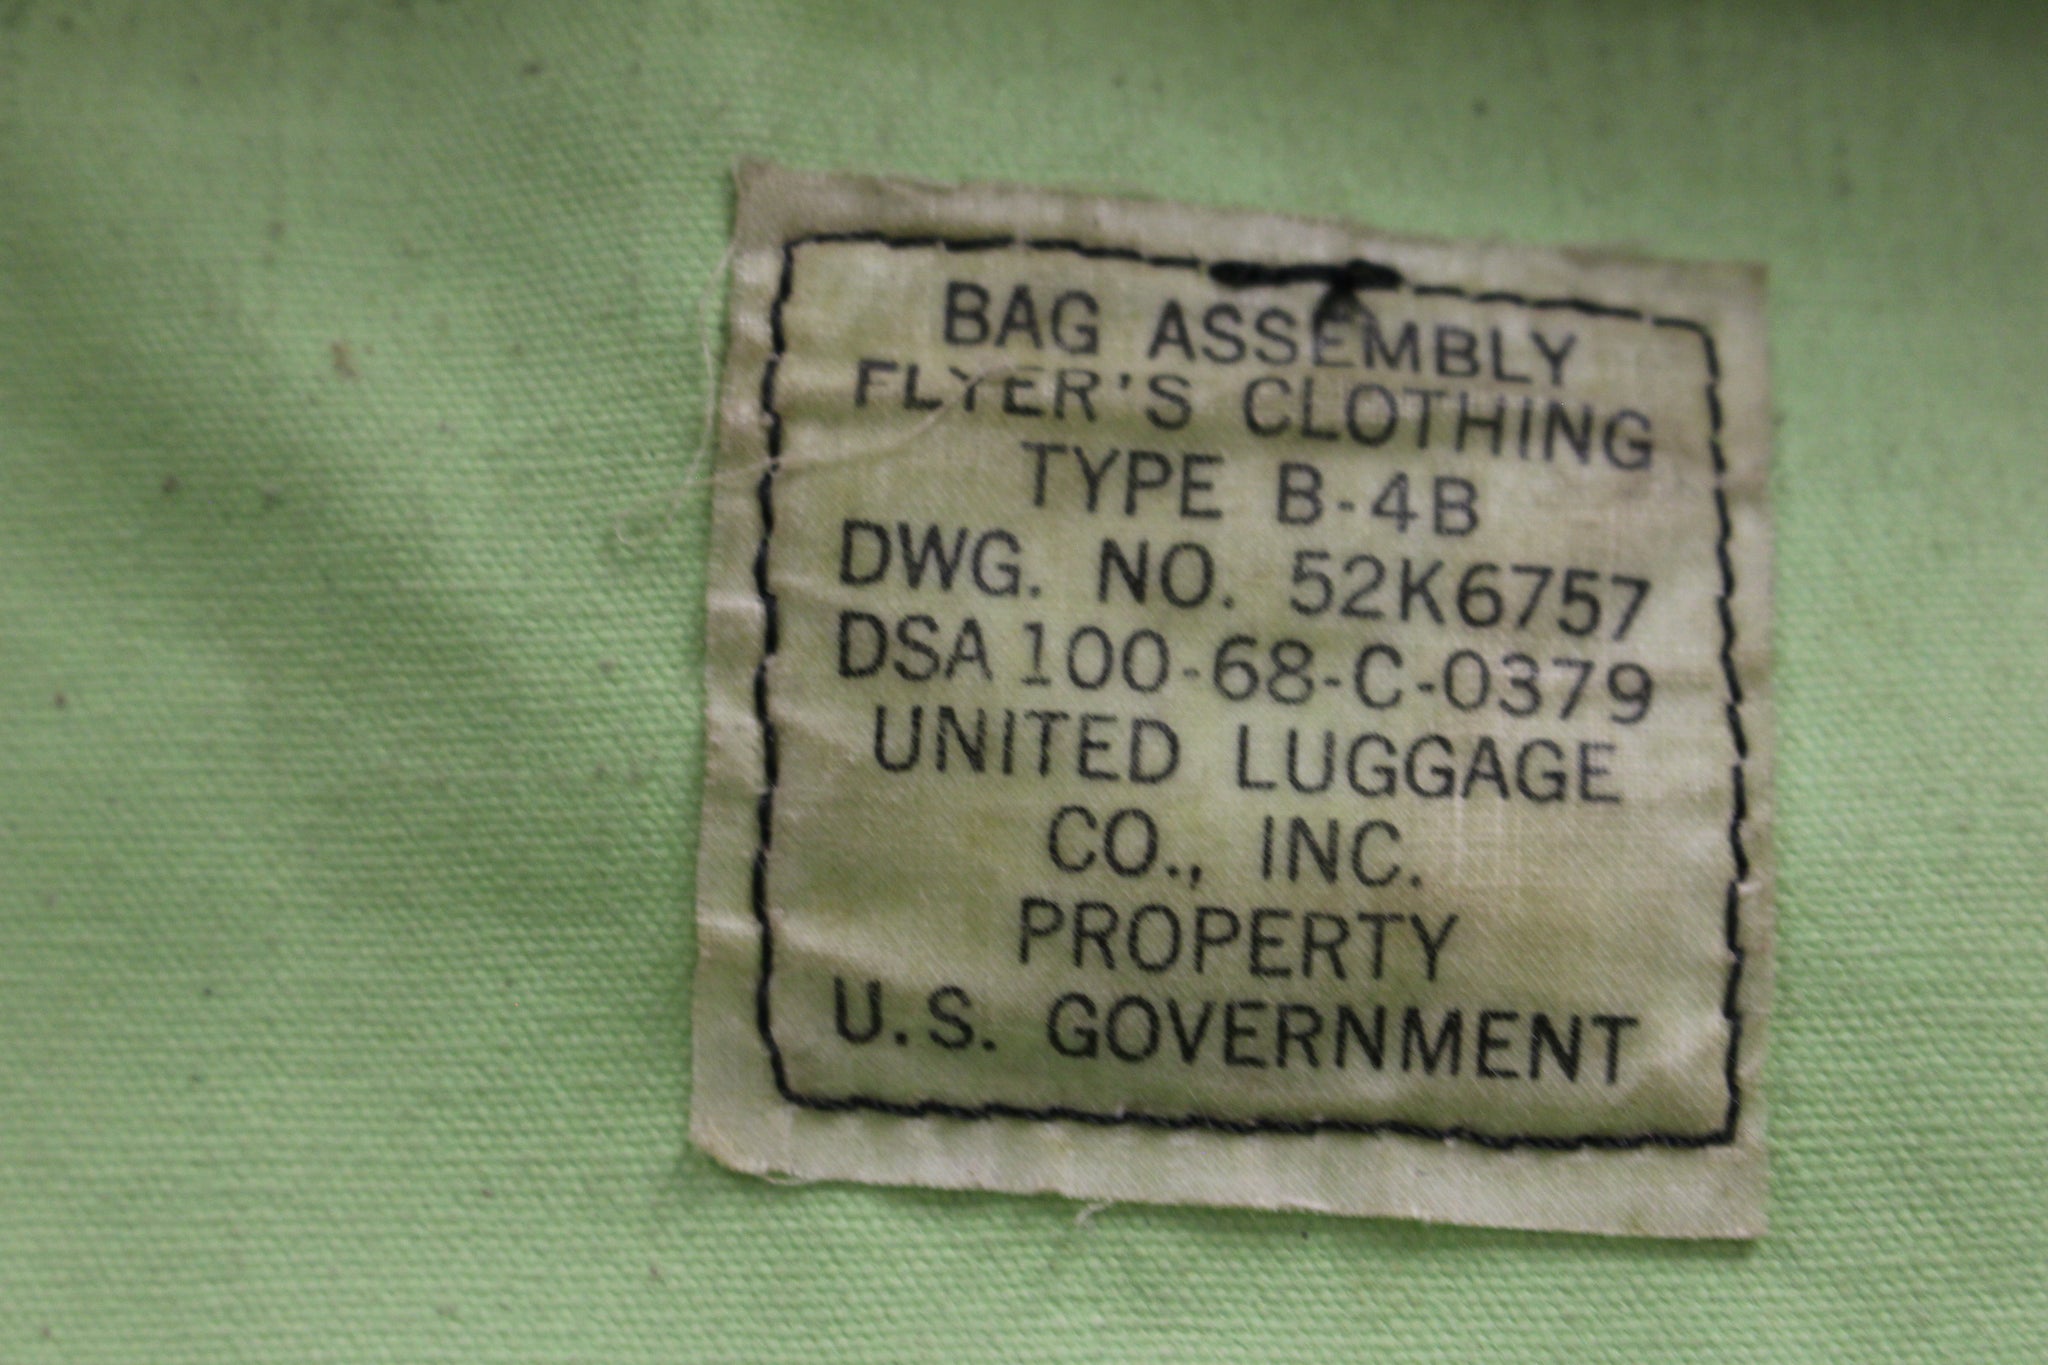 BAG ASSEMBLY
FLYER'S CLOTHING
TYPE B-4B
DWG. NO. 52K6757
DSA 100-68-C-0379
UNITED LUGGAGE
CO., INC.
PROPERTY
U.S. GOVERNMENT